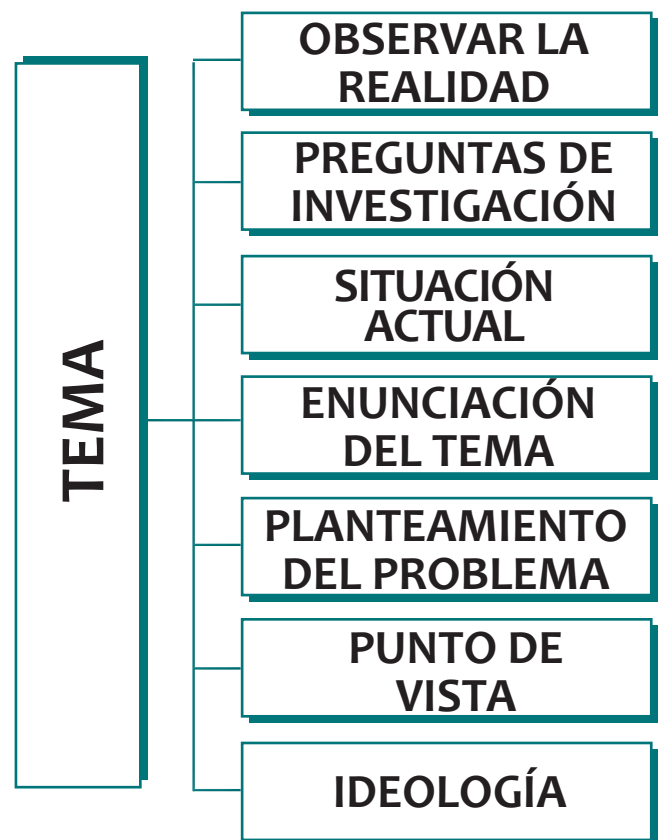 TEMA
OBSERVAR LA
REALIDAD
PREGUNTAS DE
INVESTIGACIÓN
SITUACIÓN
ACTUAL
ENUNCIACIÓN
DEL TEMA
PLANTEAMIENTO
DEL PROBLEMA
PUNTO DE
VISTA
IDEOLOGÍA